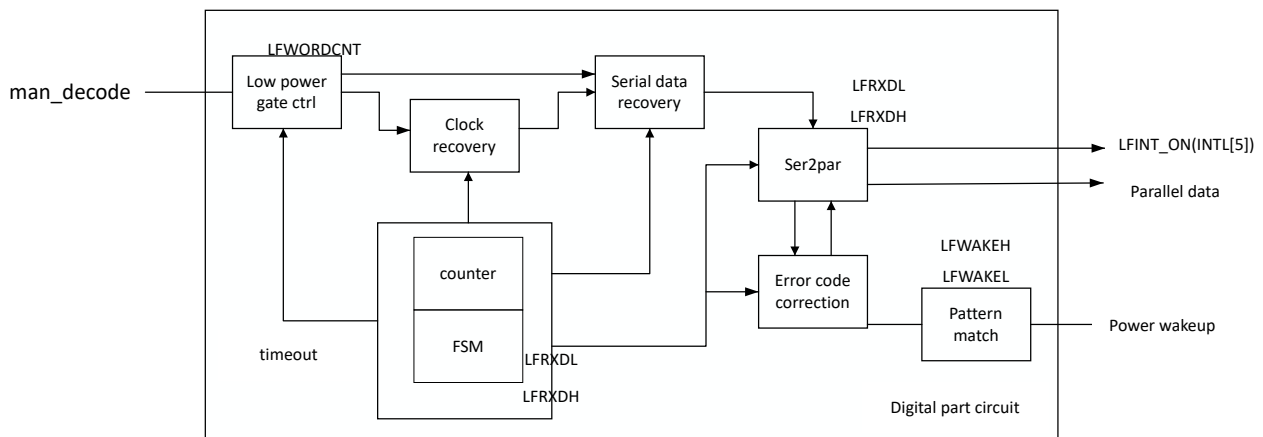 LFWORDCNT
man_decode
Low power
gate ctrl
Serial data
recovery
Clock
recovery
LFRXDL
LFRXDH
Ser2par
LFINT_ON(INTL[5])
Parallel data
counter
FSM
LFRXDL
LFRXDH
timeout
Error code
correction
LFWAKEH
LFWAKEL
Pattern
match
Power wakeup
Digital part circuit